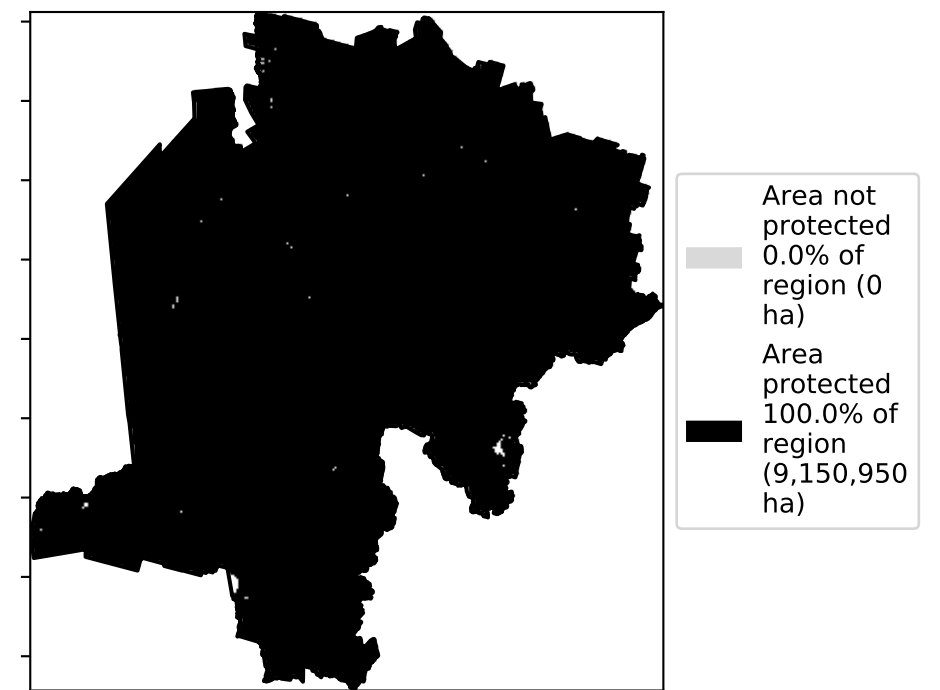 Area not
protected
0.0% of
region (0
ha)
Area
protected
100.0% of
region
(9,150,950
ha)